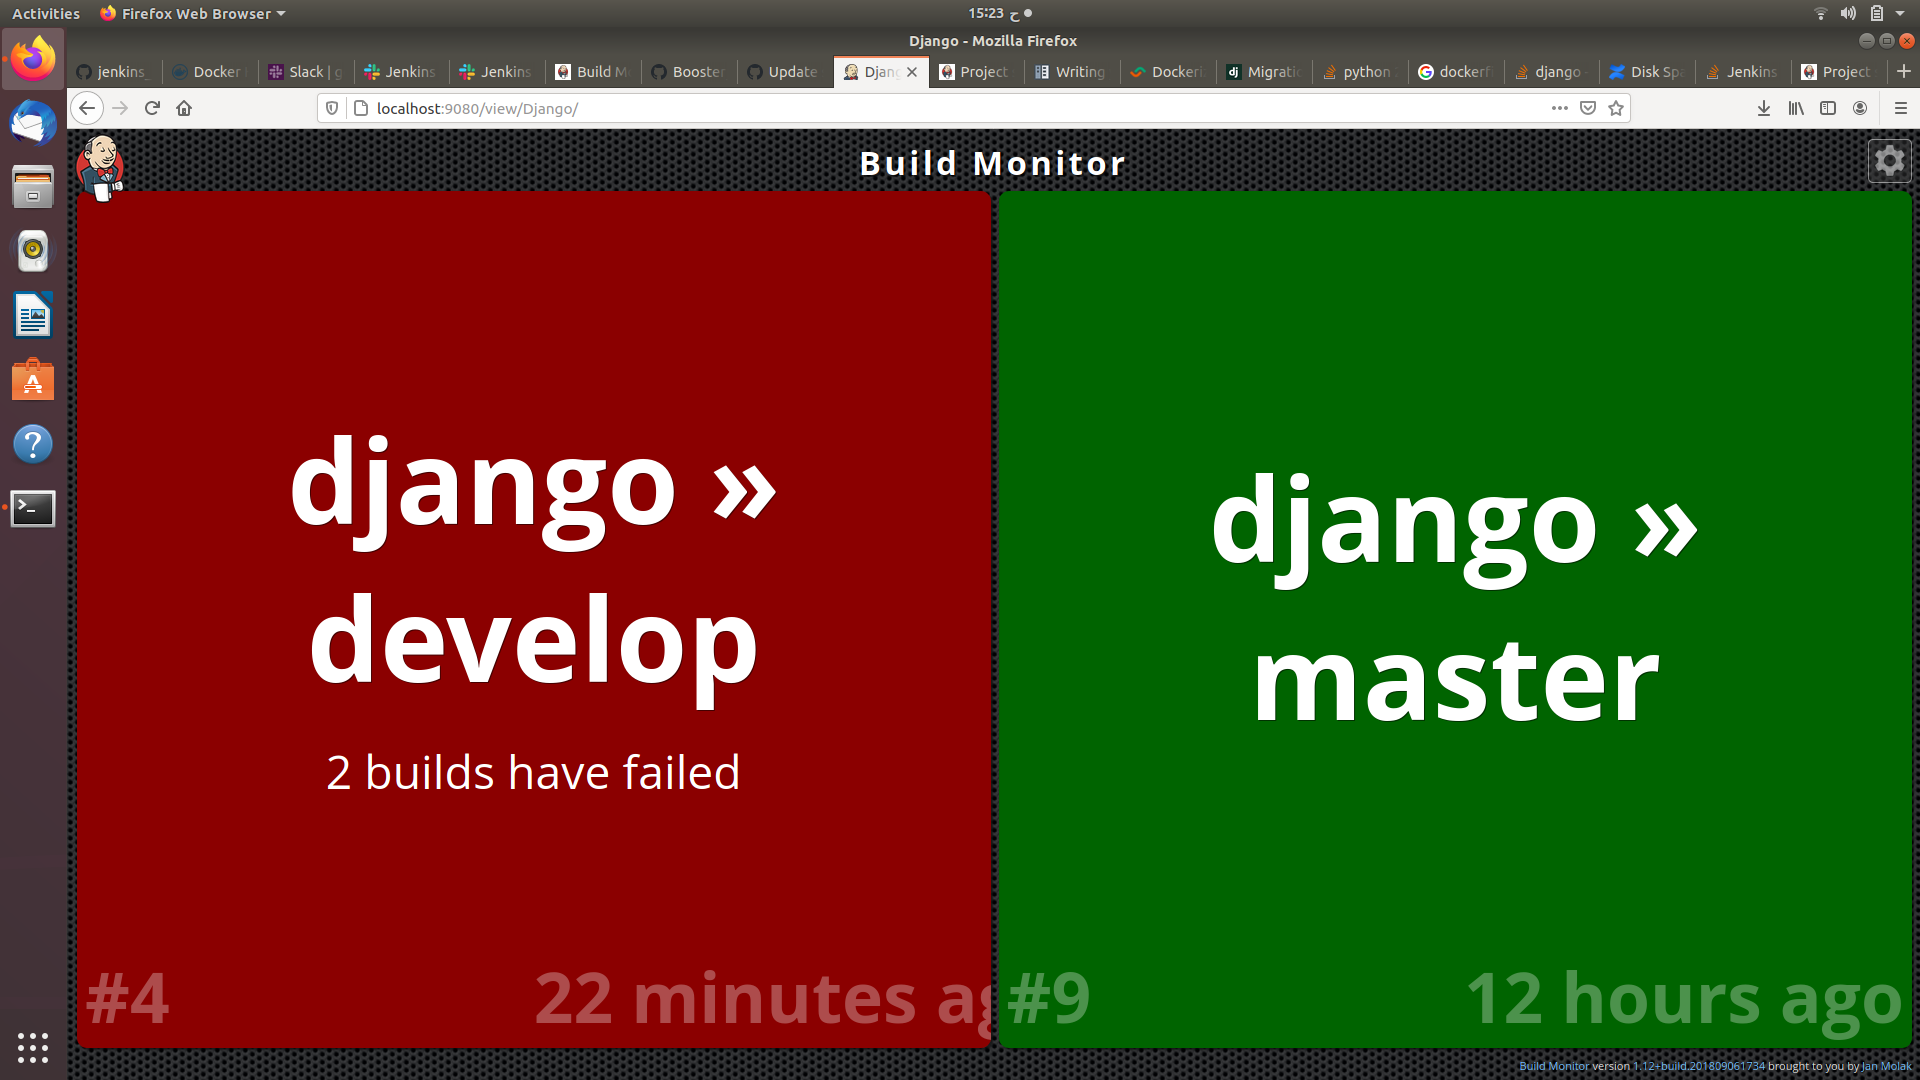 Activities
Firefox Web Browser
15:23 ح
Django - Mozilla Firefox
jenkins_
Docker
Slack | g
Jenkins
Jenkins
Build M
Booster
Update
Djang
Project
Writing
Dockeri
Migrati
python
dockerf
django
Disk Spa
Jenkins
Project
localhost:9080/view/Django/
Build Monitor
django »
develop
2 builds have failed
#4
22 minutes ag
django »
master
#9
12 hours ago
Build Monitor version 1.12+build.201809061734 brought to you by Jan Molak